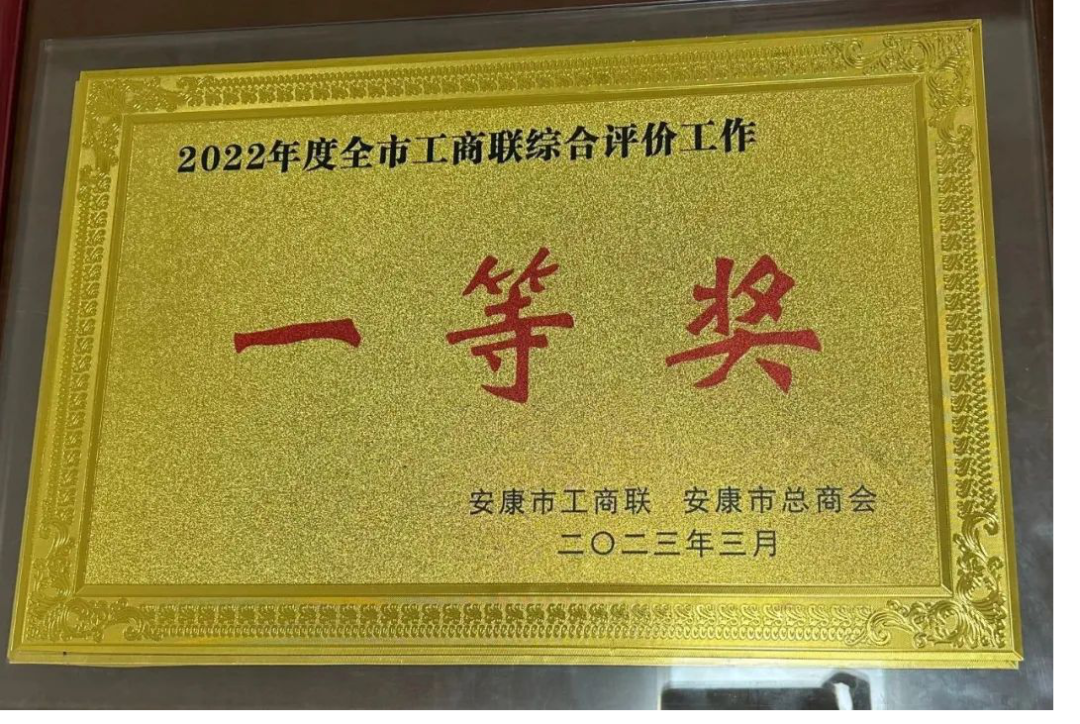 2022年度全市工商联综合评价工作
一等奖
安康市工商联 安康市总商会
二〇二三年三月